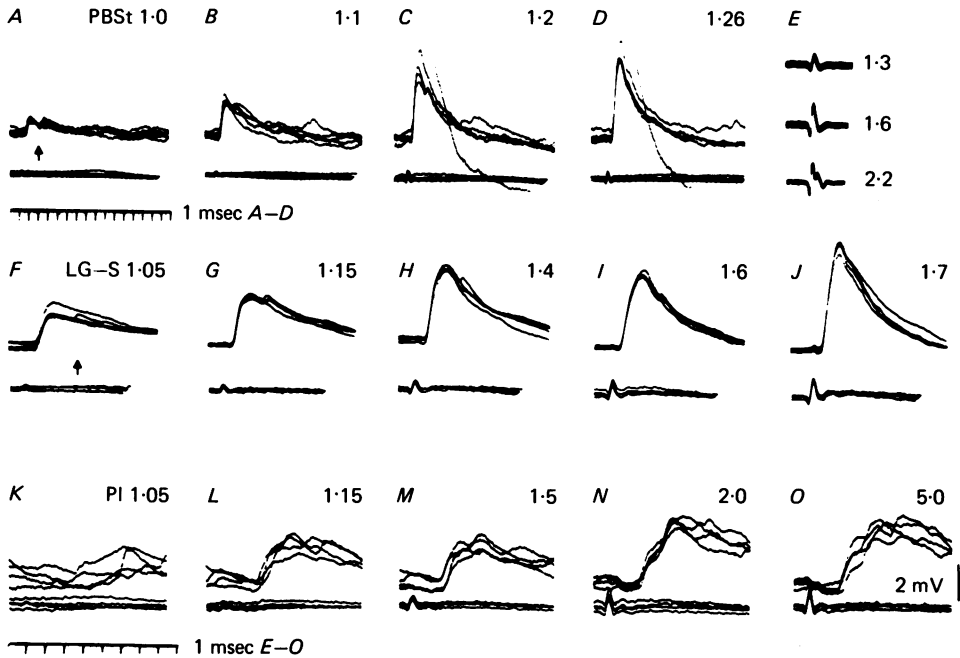 A PBSt 1·0 B 1·1 C 1·2 D 1·26 E
1·3
1·6
2·2
1 msec A–D
F LG–S 1·05 G 1·15 H 1·4 I 1·6 J 1·7
K Pl 1·05 L 1·15 M 1·5 N 2·0 O 5·0
2 mV
1 msec E–O